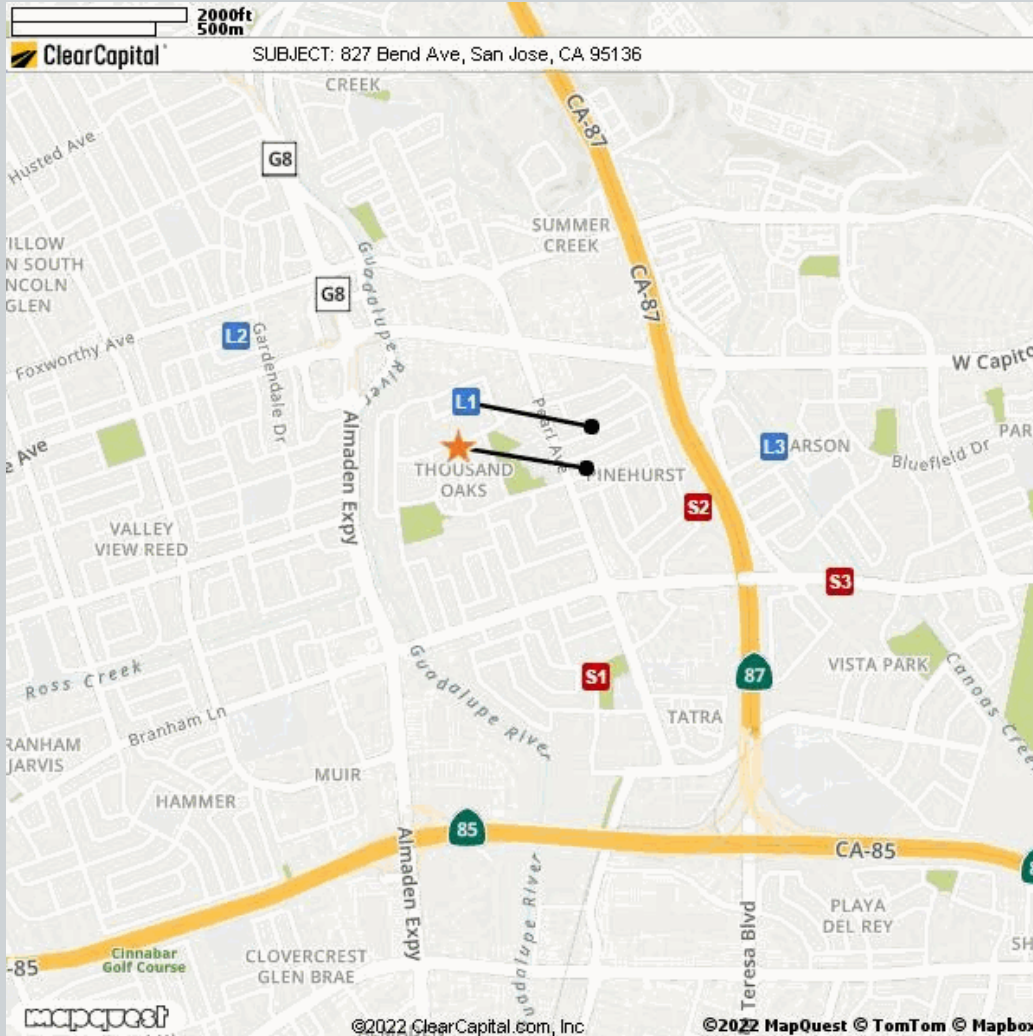 2000ft
500m
ClearCapital
SUBJECT: 827 Bend Ave, San Jose, CA 95136
CREEK
CA-87
Husted Ave
G8
SUMMER
CREEK
Guadalupe River
GLEN
N SOUTH
CA-87
G8
L2
Gardendale Dr
Foxworthy Ave
W Capito
L1
Pearl Ave
PAR
Almaden Expy
L3
ARSON
Bluefield Dr
e Ave
THOUSAND
OAKS
PINEHURST
S2
VALLEY
VIEW REED
S3
Guadalupe River
S1
VISTA PARK
Ross Creek
87
Canoas Creek
Branham Ln
TATRA
RANHAM
JARVIS
MUIR
HAMMER
85
Almaden Expy
CA-85
Guadalupe River
PLAYA
DEL REY
Teresa Blvd
SH
Cinnabar
Golf Course
CLOVERCREST
GLEN BRAE
-85
mapquest
©2022 ClearCapital.com, Inc
©2022 MapQuest © TomTom © Mapbox